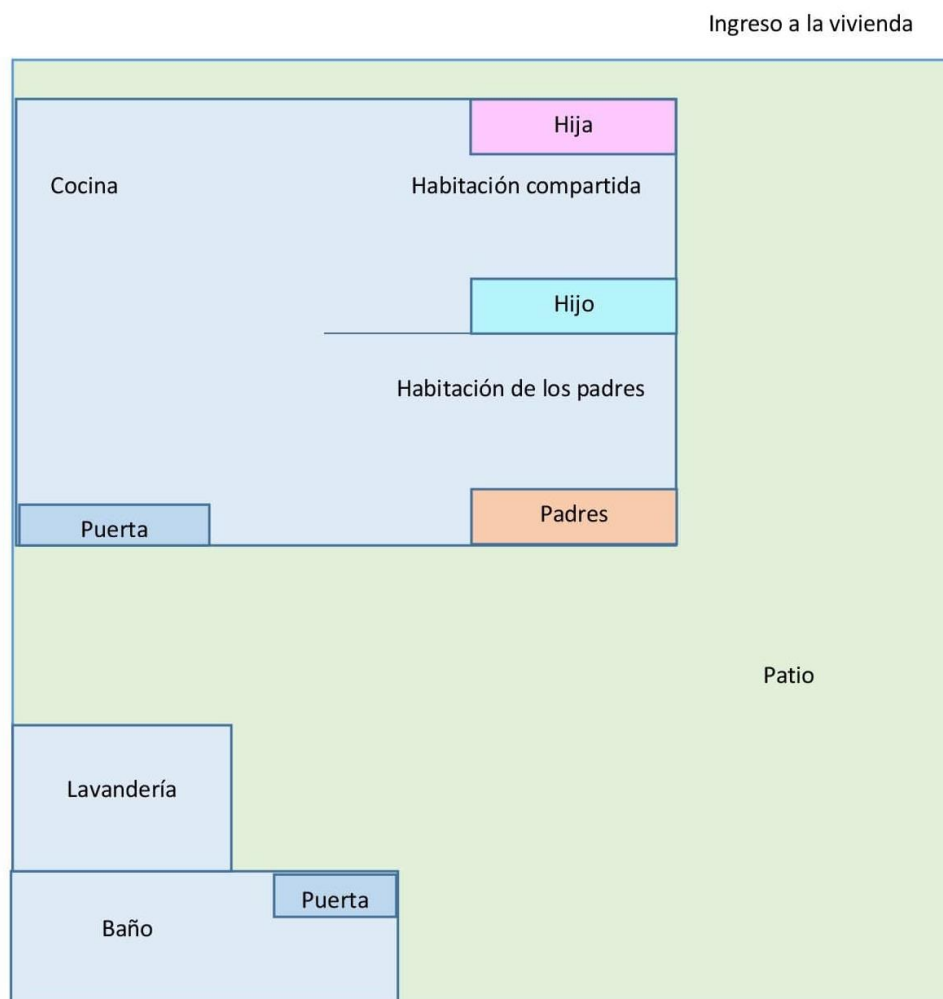 Ingreso a la vivienda
Hija
Cocina
Habitación compartida
Hijo
Habitación de los padres
Padres
Puerta
Patio
Lavandería
Puerta
Baño